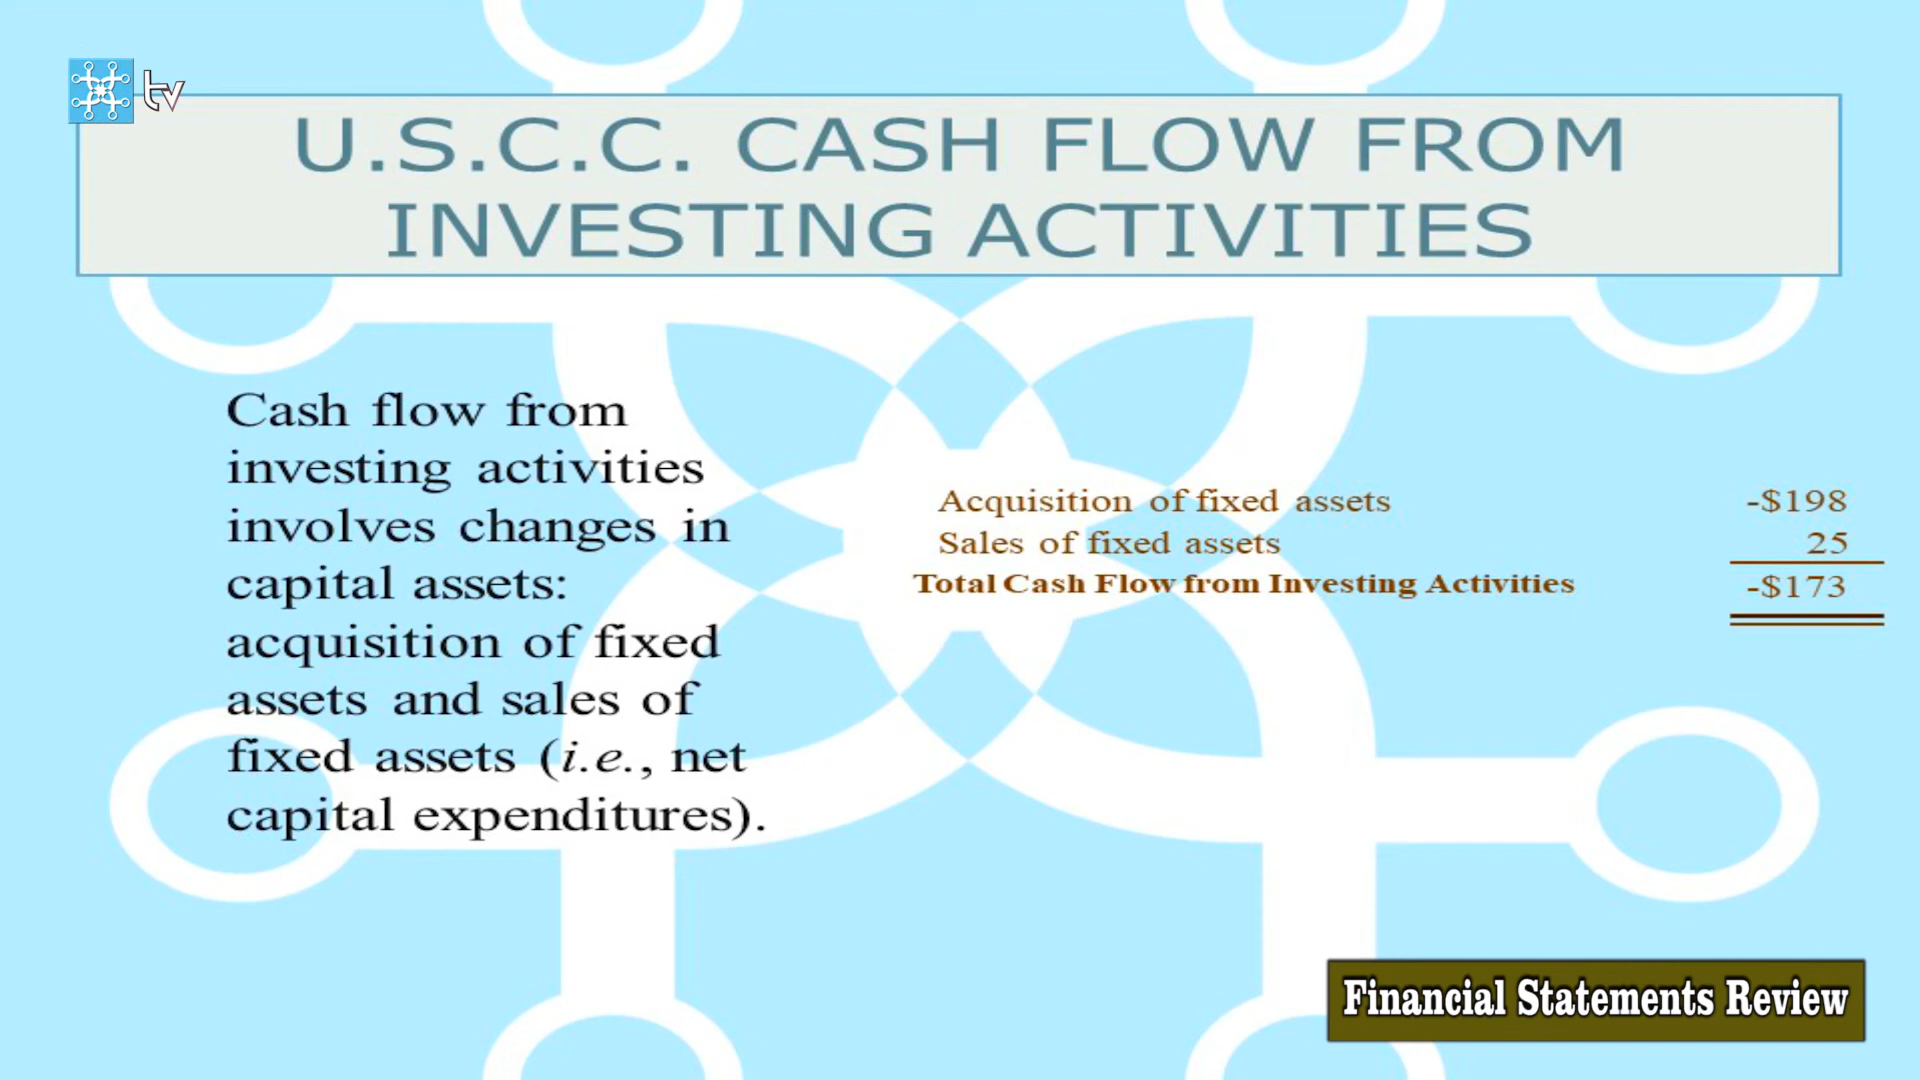 tv
U.S.C.C. CASH FLOW FROM
INVESTING ACTIVITIES
Cash flow from
investing activities
involves changes in
capital assets:
acquisition of fixed
assets and sales of
fixed assets (i.e., net
capital expenditures).
Acquisition of fixed assets -$198
Sales of fixed assets 25
Total Cash Flow from Investing Activities -$173
Financial Statements Review